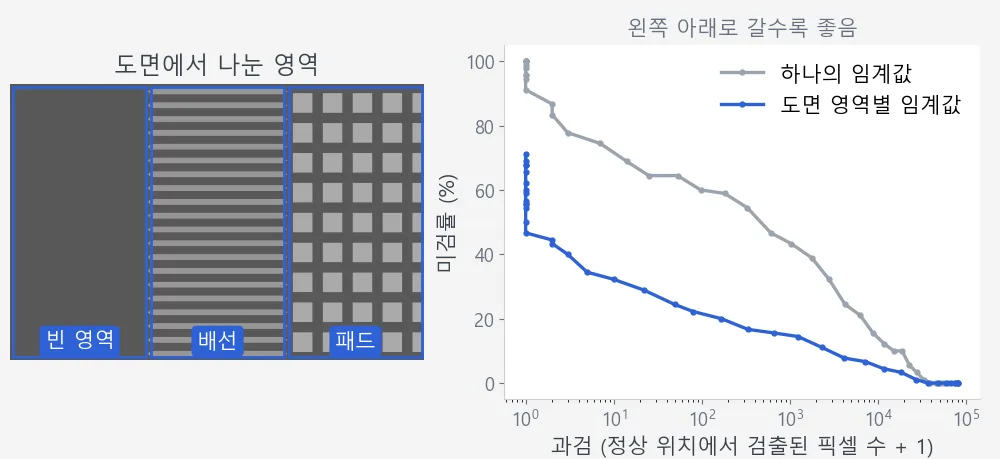 도면에서 나눈 영역
빈 영역
배선
패드
왼쪽 아래로 갈수록 좋음
하나의 임계값
도면 영역별 임계값
미검률 (%)
100
80
60
40
20
0
10⁰ 10¹ 10² 10³ 10⁴ 10⁵
과검 (정상 위치에서 검출된 픽셀 수 + 1)